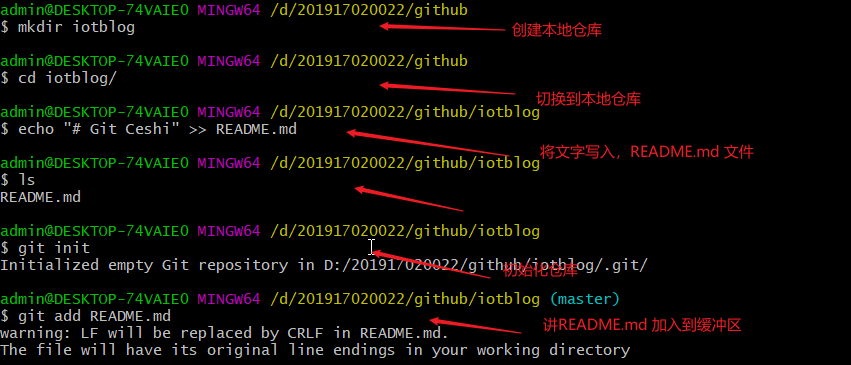 admin@DESKTOP-74VAIE0 MINGW64 /d/201917020022/github
$ mkdir iotblog
创建本地仓库
admin@DESKTOP-74VAIE0 MINGW64 /d/201917020022/github
$ cd iotblog/
切换到本地仓库
admin@DESKTOP-74VAIE0 MINGW64 /d/201917020022/github/iotblog
$ echo "# Git Ceshi" >> README.md
将文字写入，README.md 文件
admin@DESKTOP-74VAIE0 MINGW64 /d/201917020022/github/iotblog
$ ls
README.md
admin@DESKTOP-74VAIE0 MINGW64 /d/201917020022/github/iotblog
$ git init
Initialized empty Git repository in D:/201917020022/github/iotblog/.git/
初始化仓库
admin@DESKTOP-74VAIE0 MINGW64 /d/201917020022/github/iotblog (master)
$ git add README.md
讲README.md 加入到缓冲区
warning: LF will be replaced by CRLF in README.md.
The file will have its original line endings in your working directory